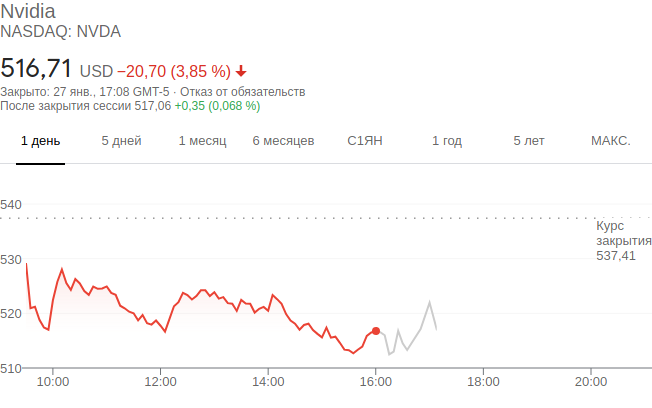 Nvidia
NASDAQ: NVDA
516,71 USD −20,70 (3,85 %)
Закрыто: 27 янв., 17:08 GMT-5 · Отказ от обязательств
После закрытия сессии 517,06 +0,35 (0,068 %)
1 день 5 дней 1 месяц 6 месяцев С1ЯН 1 год 5 лет МАКС.
540
Курс
закрытия
530 537,41
520
510
10:00 12:00 14:00 16:00 18:00 20:00